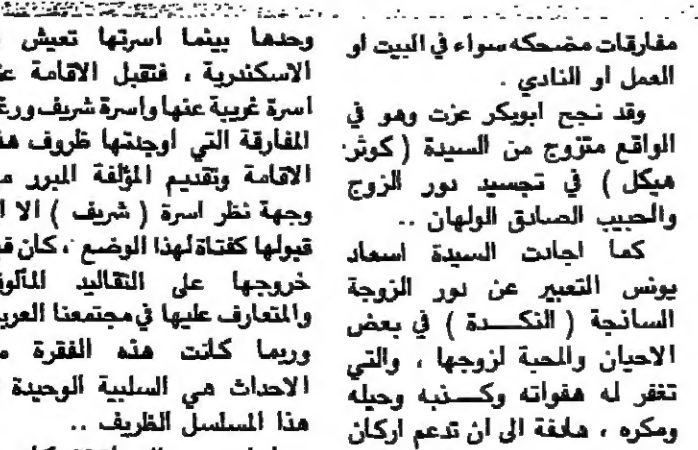 مفارقات مضحكه سواء في البيت او
العمل او النادي .
وقد نجح ابوبكر عزت وهو في
الواقع متزوج من السيدة ( كوثر
هيكل ) في تجسيد دور الزوج
والحبيب الصادق الولهان ..
كما اجادت السيدة اسعاد
يونس التعبير عن دور الزوجة
الساذجة ( النكدة ) في بعض
الاحيان والمحبة لزوجها ، والتي
تغفر له هفواته وكذبه وحيله
ومكره ، هادفة الى ان تدعم اركان
وحدها بينما اسرتها تعيش
الاسكندرية ، فتقبل الاقامة
اسرة غريبة عنها واسرة شريف
المفارقة التي اوجدتها ظروف
الاقامة وتقديم المؤلفة المبرر
وجهة نظر اسرة ( شريف ) الا
قبولها كفتاة لهذا الوضع ، كان
خروجها على التقاليد المألو
والمتعارف عليها في مجتمعنا العر
وربما كانت هذه الفقرة
الاحداث هي السلبية الوحيدة
هذا المسلسل الظريف ..